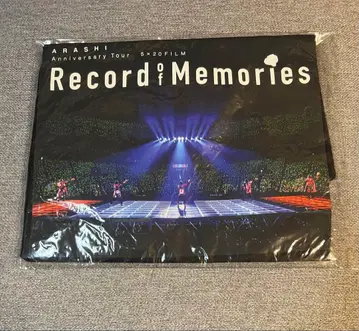 ARASHI
Anniversary Tour 5×20 FILM
Record of Memories